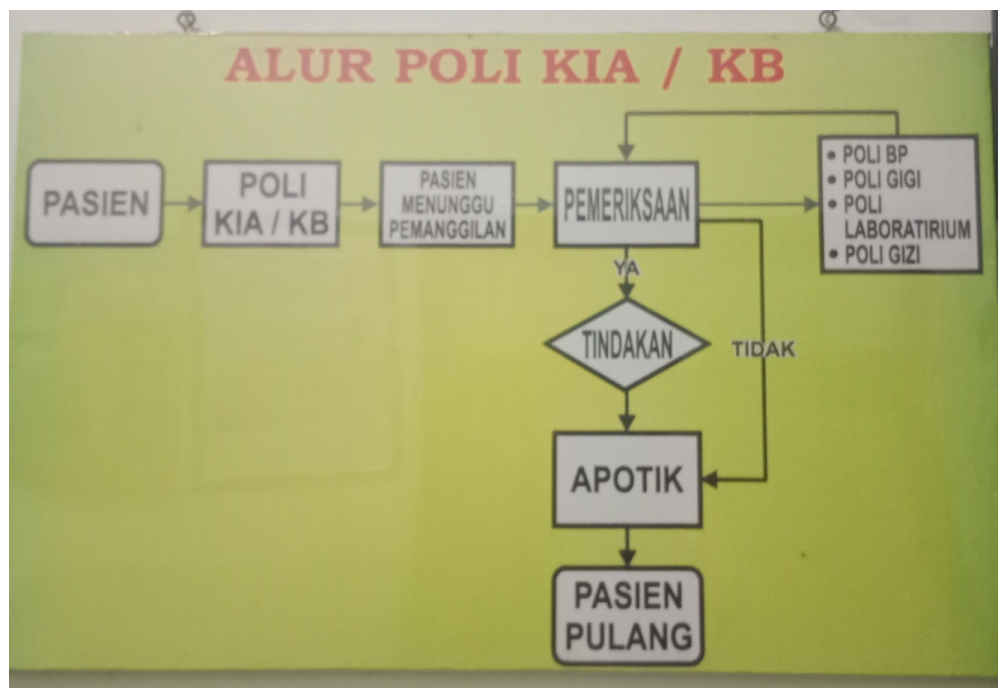 ALUR POLI KIA / KB
PASIEN
POLI
KIA / KB
PASIEN
MENUNGGU
PEMANGGILAN
PEMERIKSAAN
• POLI BP
• POLI GIGI
• POLI
LABORATIRIUM
• POLI GIZI
YA
TINDAKAN
TIDAK
APOTIK
PASIEN
PULANG